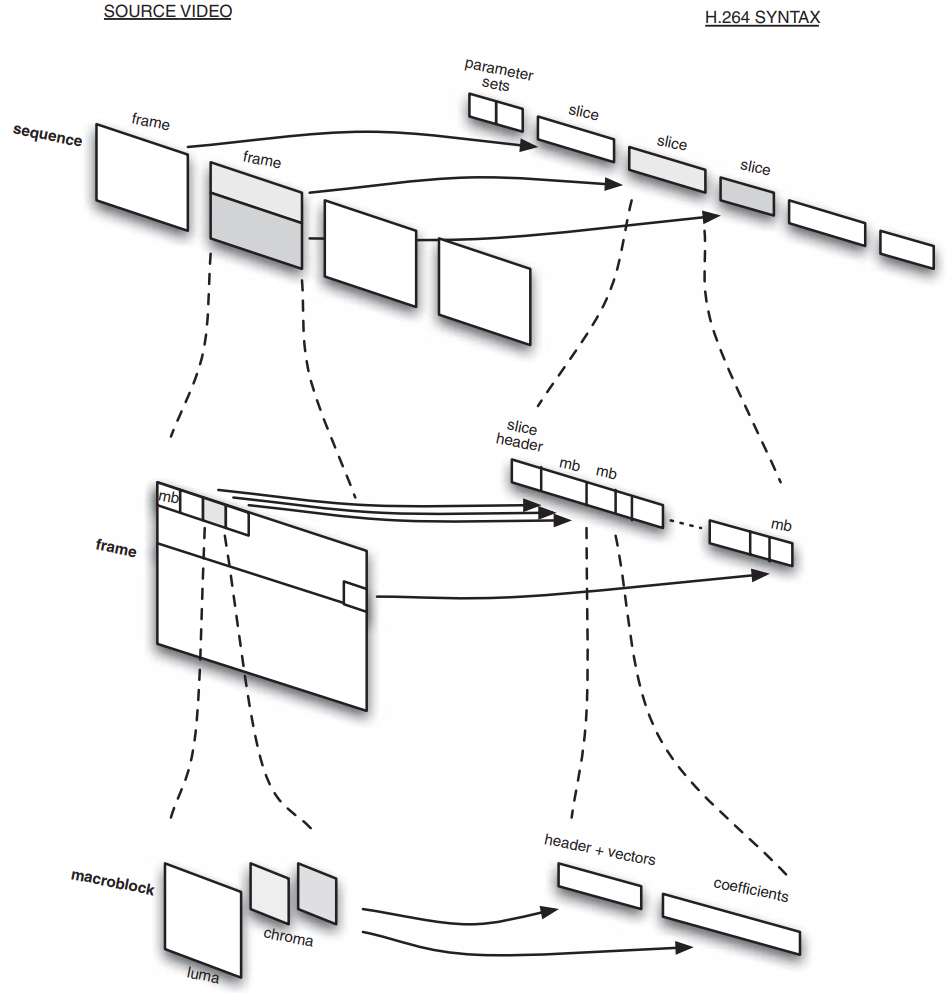 SOURCE VIDEO
H.264 SYNTAX
parameter
sets
sequence
frame
frame
slice
slice
slice
slice
header
mb
mb
mb
mb
frame
header + vectors
macroblock
coefficients
chroma
luma